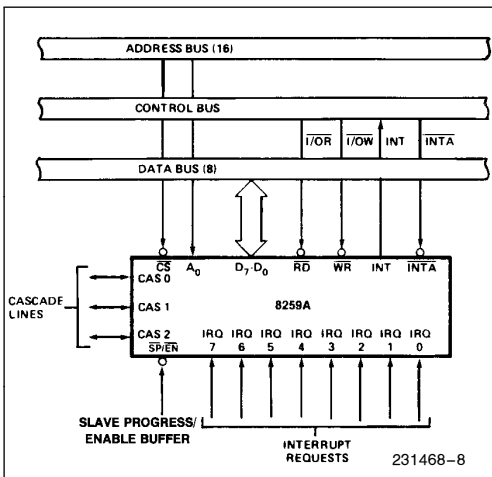 ADDRESS BUS (16)
CONTROL BUS
I/OR I/OW INT INTA
DATA BUS (8)
CS A0 D7-D0 RD WR INT INTA
CAS 0
8259A
CASCADE LINES
CAS 1
CAS 2
SP/EN
IRQ 7 IRQ 6 IRQ 5 IRQ 4 IRQ 3 IRQ 2 IRQ 1 IRQ 0
SLAVE PROGRESS/
ENABLE BUFFER
INTERRUPT
REQUESTS
231468-8